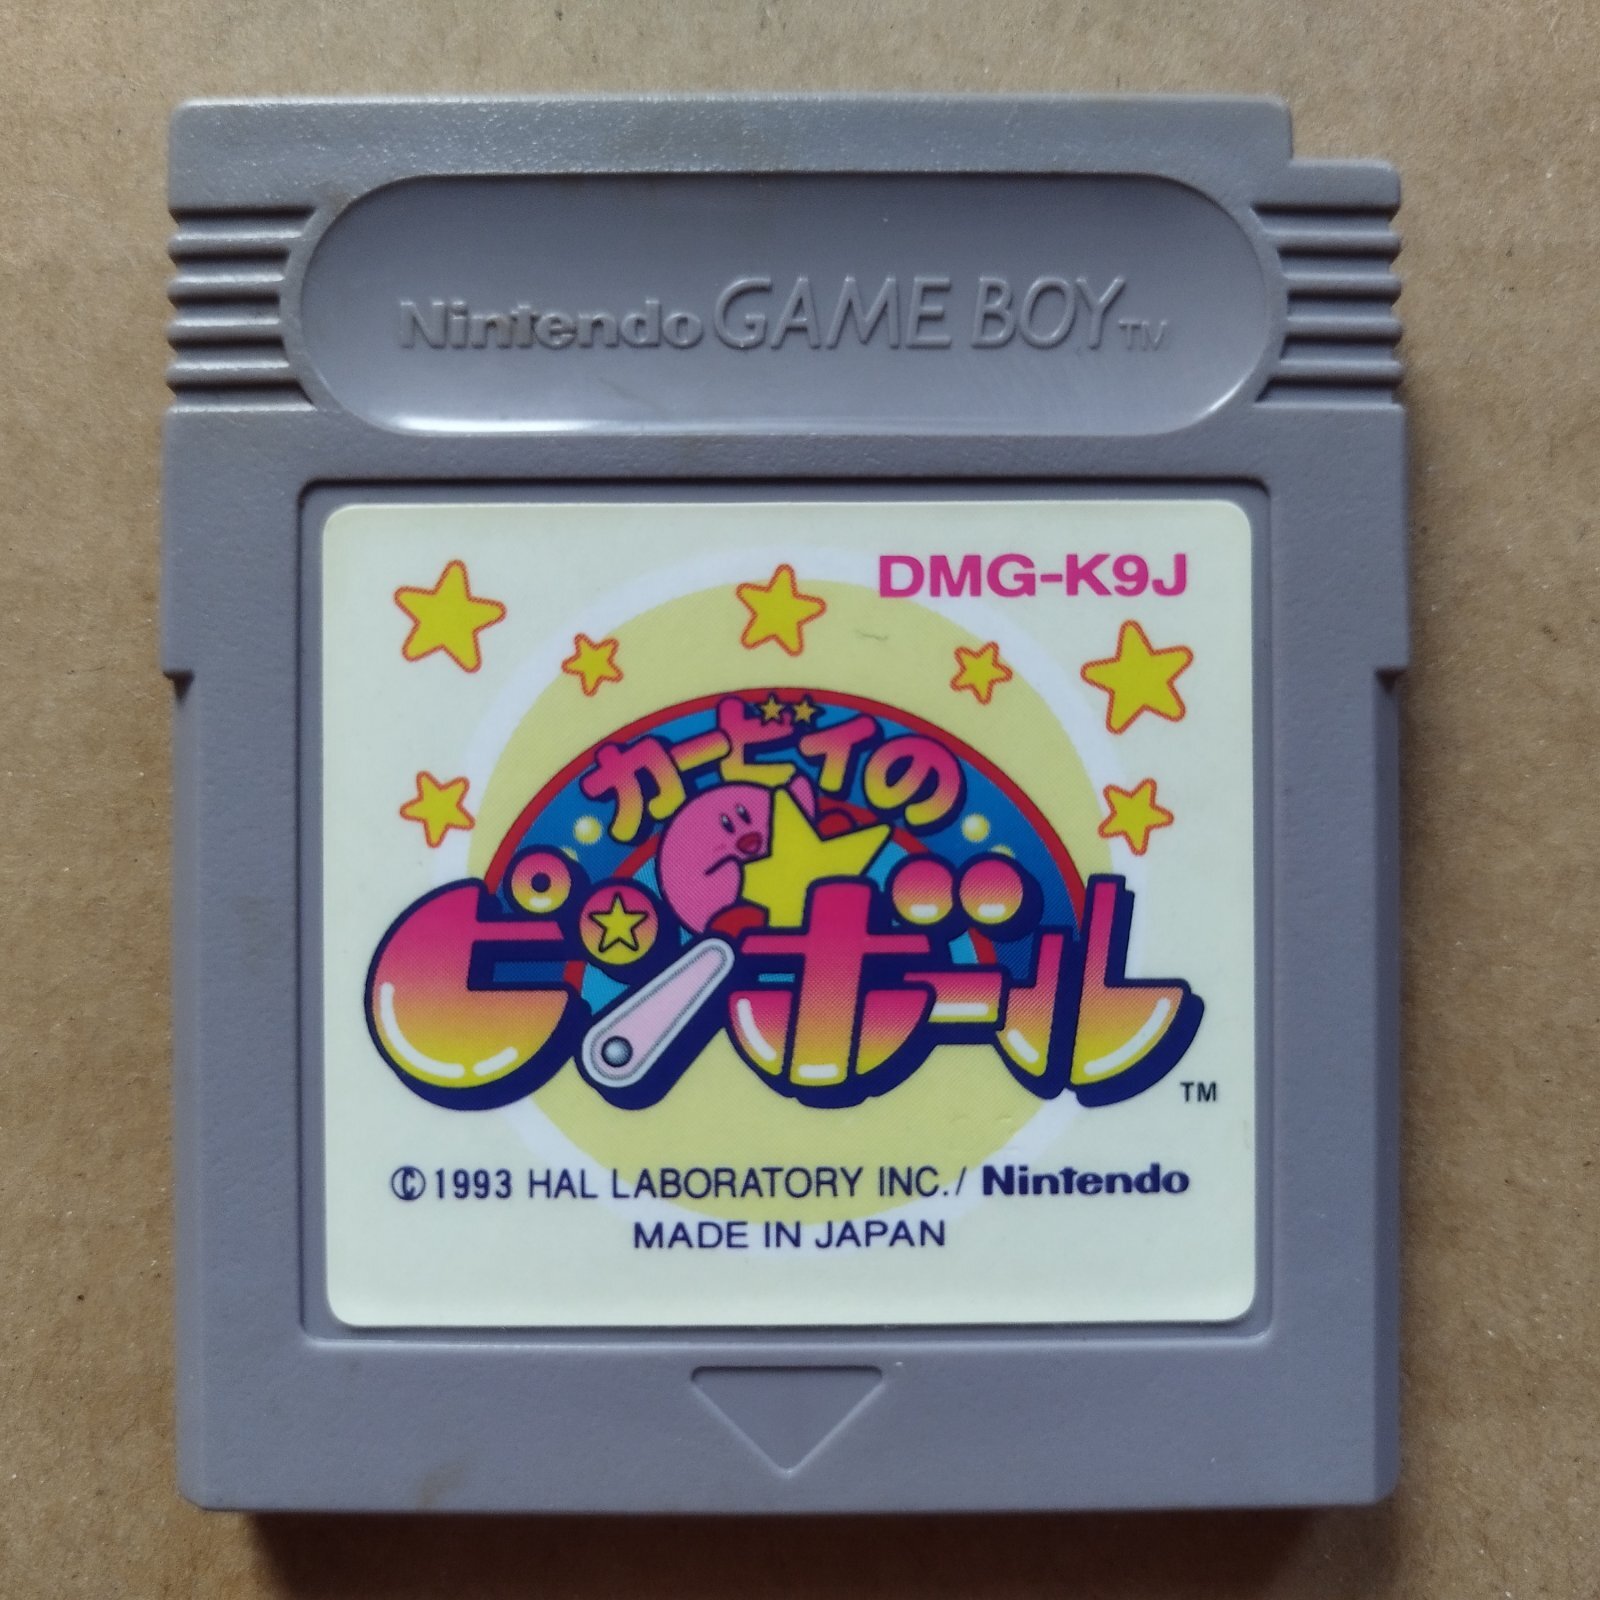 Nintendo GAME BOY TM
DMG-K9J
カービィの
ピンボール
TM
©1993 HAL LABORATORY INC./ Nintendo
MADE IN JAPAN